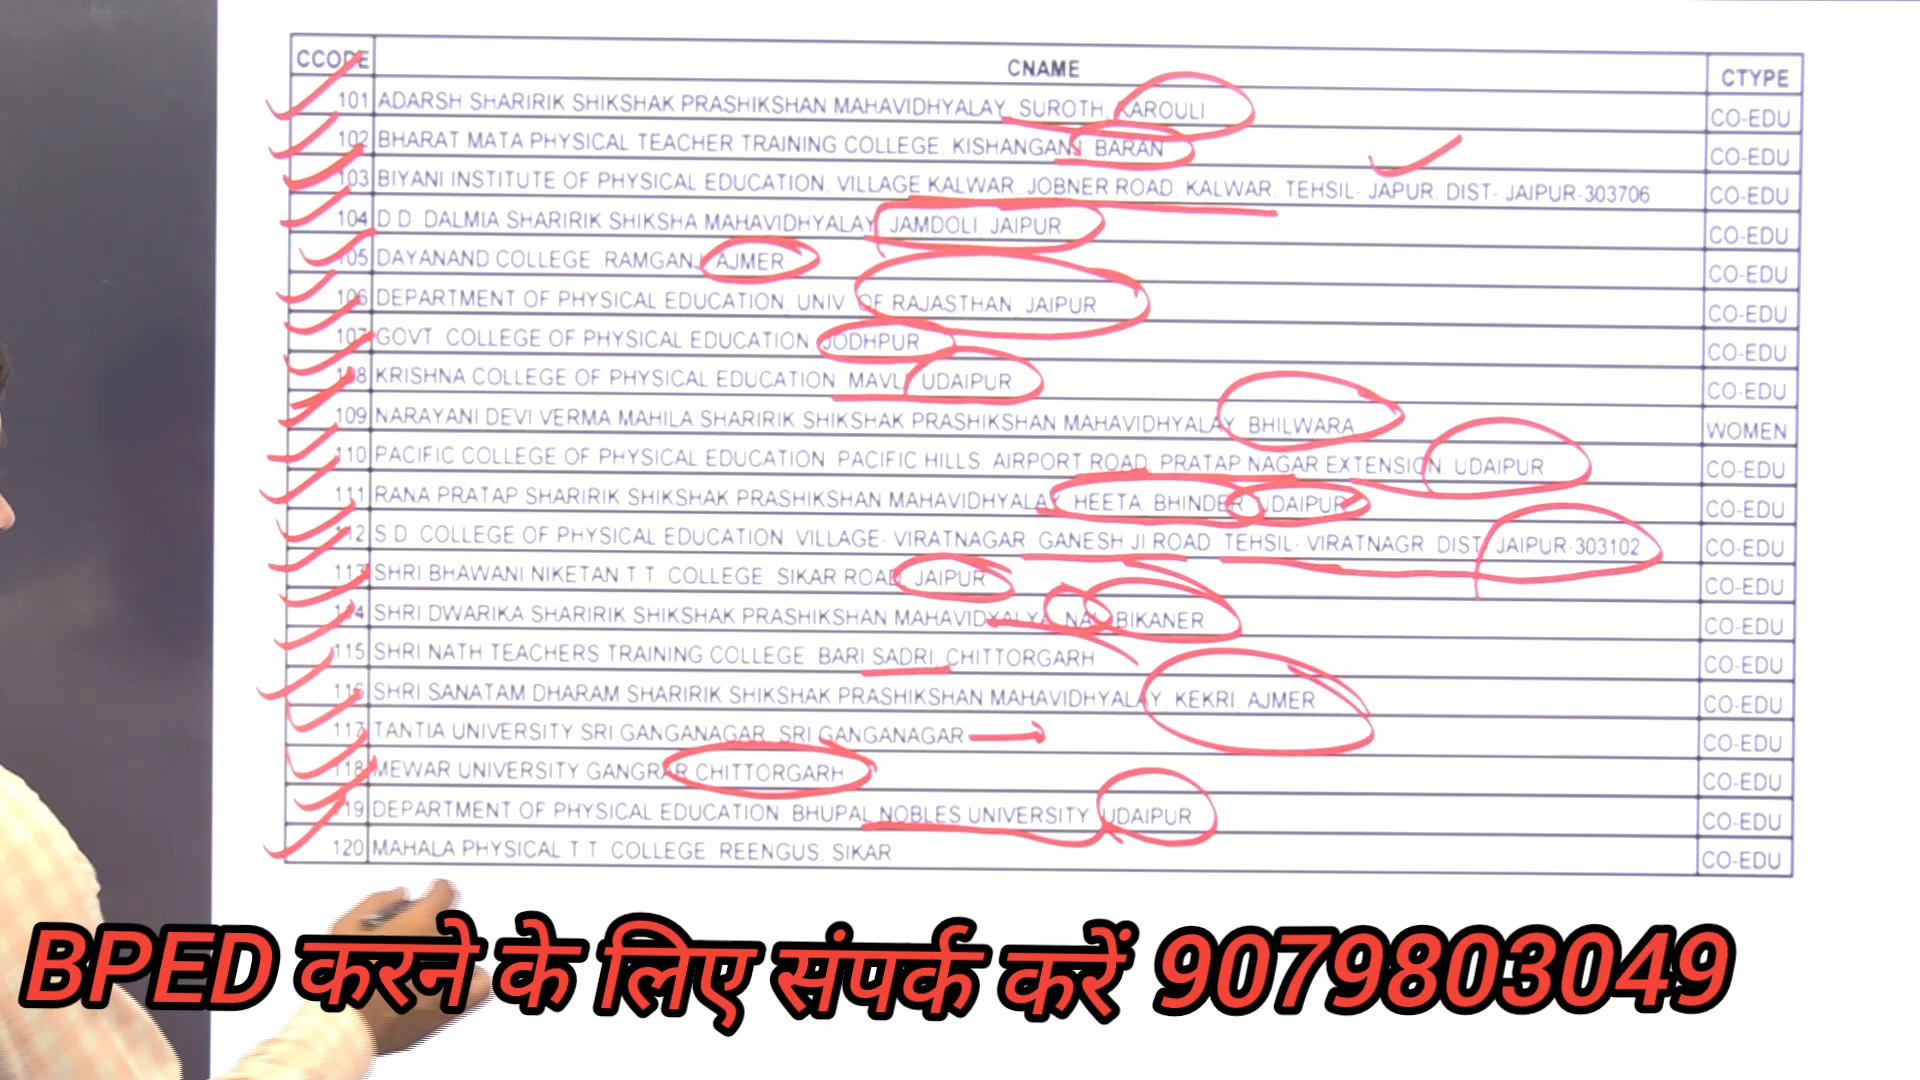 CCODE CNAME CTYPE
101 ADARSH SHARIRIK SHIKSHAK PRASHIKSHAN MAHAVIDHYALAY, SUROTH, KAROULI CO-EDU
102 BHARAT MATA PHYSICAL TEACHER TRAINING COLLEGE, KISHANGANJ BARAN CO-EDU
103 BIYANI INSTITUTE OF PHYSICAL EDUCATION, VILLAGE KALWAR, JOBNER ROAD, KALWAR, TEHSIL- JAPUR, DIST- JAIPUR-303706 CO-EDU
104 D D DALMIA SHARIRIK SHIKSHA MAHAVIDHYALAY JAMDOLI, JAIPUR CO-EDU
105 DAYANAND COLLEGE RAMGANJ AJMER CO-EDU
106 DEPARTMENT OF PHYSICAL EDUCATION, UNIV OF RAJASTHAN JAIPUR CO-EDU
107 GOVT COLLEGE OF PHYSICAL EDUCATION JODHPUR CO-EDU
108 KRISHNA COLLEGE OF PHYSICAL EDUCATION MAVLI UDAIPUR CO-EDU
109 NARAYANI DEVI VERMA MAHILA SHARIRIK SHIKSHAK PRASHIKSHAN MAHAVIDHYALAY BHILWARA WOMEN
110 PACIFIC COLLEGE OF PHYSICAL EDUCATION PACIFIC HILLS, AIRPORT ROAD, PRATAP NAGAR EXTENSION, UDAIPUR CO-EDU
111 RANA PRATAP SHARIRIK SHIKSHAK PRASHIKSHAN MAHAVIDHYALAY, HEETA, BHINDER UDAIPUR CO-EDU
112 S D COLLEGE OF PHYSICAL EDUCATION, VILLAGE- VIRATNAGAR GANESH JI ROAD TEHSIL- VIRATNAGR DIST- JAIPUR-303102 CO-EDU
113 SHRI BHAWANI NIKETAN T T COLLEGE SIKAR ROAD JAIPUR CO-EDU
114 SHRI DWARIKA SHARIRIK SHIKSHAK PRASHIKSHAN MAHAVIDYALYA NAL BIKANER CO-EDU
115 SHRI NATH TEACHERS TRAINING COLLEGE, BARI SADRI, CHITTORGARH CO-EDU
116 SHRI SANATAM DHARAM SHARIRIK SHIKSHAK PRASHIKSHAN MAHAVIDHYALAY, KEKRI, AJMER CO-EDU
117 TANTIA UNIVERSITY SRI GANGANAGAR, SRI GANGANAGAR CO-EDU
118 MEWAR UNIVERSITY GANGRAR CHITTORGARH CO-EDU
119 DEPARTMENT OF PHYSICAL EDUCATION, BHUPAL NOBLES UNIVERSITY UDAIPUR CO-EDU
120 MAHALA PHYSICAL T T COLLEGE, REENGUS, SIKAR CO-EDU
BPED करने के लिए संपर्क करें 9079803049